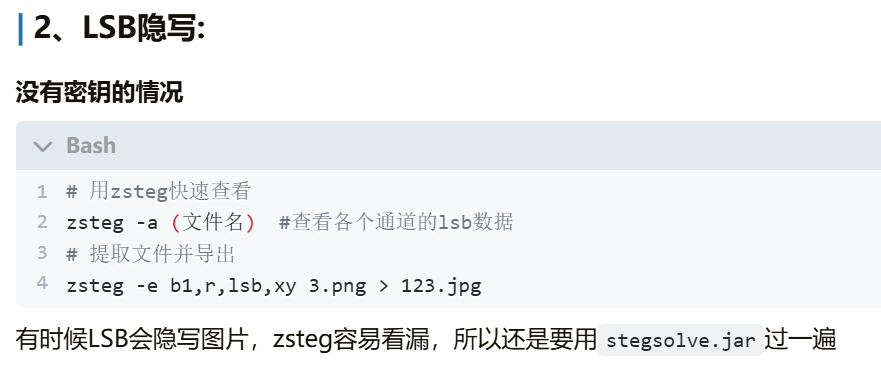 2、LSB隐写:
没有密钥的情况
Bash
1 # 用zsteg快速查看
2 zsteg -a (文件名)  #查看各个通道的lsb数据
3 # 提取文件并导出
4 zsteg -e b1,r,lsb,xy 3.png > 123.jpg
有时候LSB会隐写图片，zsteg容易看漏，所以还是要用 stegsolve.jar 过一遍